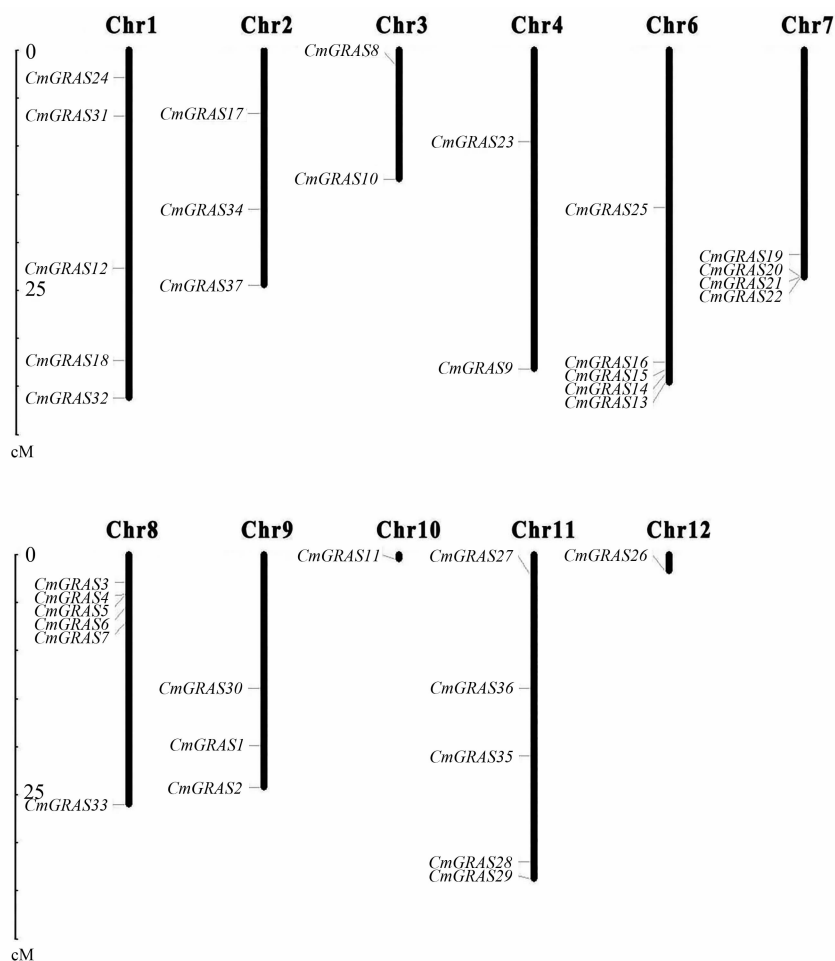 Chr1 Chr2 Chr3 Chr4 Chr6 Chr7
0
CmGRAS8
CmGRAS24
CmGRAS31
CmGRAS17
CmGRAS23
CmGRAS10
CmGRAS34
CmGRAS25
CmGRAS19
CmGRAS12
CmGRAS20
CmGRAS21
CmGRAS37
25
CmGRAS22
CmGRAS18
CmGRAS16
CmGRAS9
CmGRAS15
CmGRAS14
CmGRAS32
CmGRAS13
cM
Chr8 Chr9 Chr10 Chr11 Chr12
0
CmGRAS11
CmGRAS27
CmGRAS26
CmGRAS3
CmGRAS4
CmGRAS5
CmGRAS6
CmGRAS7
CmGRAS30
CmGRAS36
CmGRAS1
CmGRAS35
CmGRAS2
25
CmGRAS33
CmGRAS28
CmGRAS29
cM